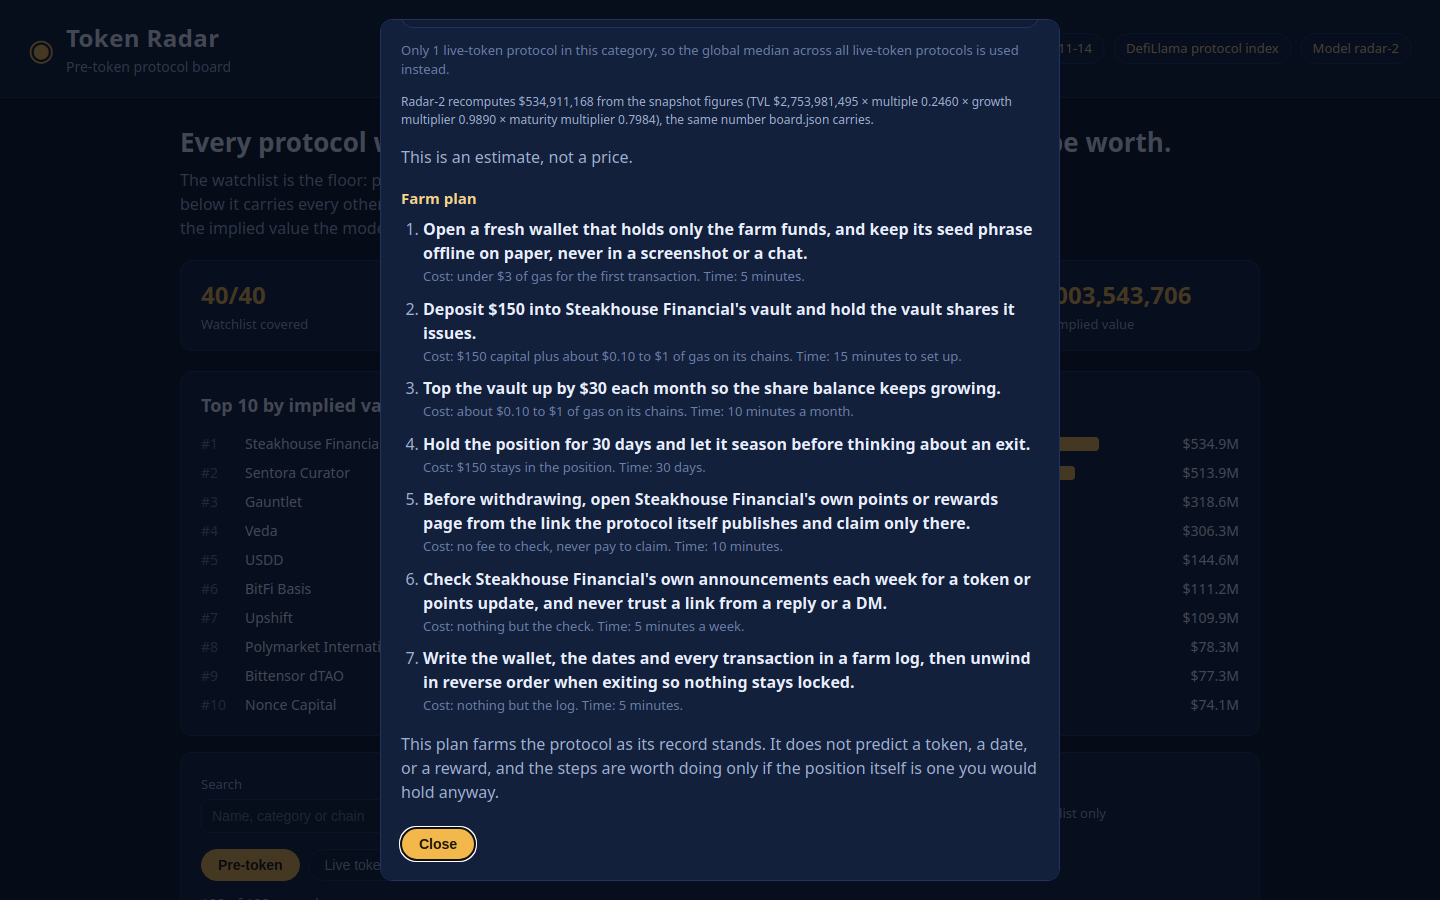 Token Radar
Pre-token protocol board
11-14
DefiLlama protocol index
Model radar-2
Every protocol
be worth.
The watchlist is the floor:
below it carries every other
the implied value the mode
40/40
Watchlist covered
003,543,706
implied value
Top 10 by implied va
#1 Steakhouse Financia $534.9M
#2 Sentora Curator $513.9M
#3 Gauntlet $318.6M
#4 Veda $306.3M
#5 USDD $144.6M
#6 BitFi Basis $111.2M
#7 Upshift $109.9M
#8 Polymarket Internati $78.3M
#9 Bittensor dTAO $77.3M
#10 Nonce Capital $74.1M
Search
Name, category or chain
list only
Pre-token
Live toke
Only 1 live-token protocol in this category, so the global median across all live-token protocols is used
instead.
Radar-2 recomputes $534,911,168 from the snapshot figures (TVL $2,753,981,495 × multiple 0.2460 × growth
multiplier 0.9890 × maturity multiplier 0.7984), the same number board.json carries.
This is an estimate, not a price.
Farm plan
1. Open a fresh wallet that holds only the farm funds, and keep its seed phrase
offline on paper, never in a screenshot or a chat.
Cost: under $3 of gas for the first transaction. Time: 5 minutes.
2. Deposit $150 into Steakhouse Financial's vault and hold the vault shares it
issues.
Cost: $150 capital plus about $0.10 to $1 of gas on its chains. Time: 15 minutes to set up.
3. Top the vault up by $30 each month so the share balance keeps growing.
Cost: about $0.10 to $1 of gas on its chains. Time: 10 minutes a month.
4. Hold the position for 30 days and let it season before thinking about an exit.
Cost: $150 stays in the position. Time: 30 days.
5. Before withdrawing, open Steakhouse Financial's own points or rewards
page from the link the protocol itself publishes and claim only there.
Cost: no fee to check, never pay to claim. Time: 10 minutes.
6. Check Steakhouse Financial's own announcements each week for a token or
points update, and never trust a link from a reply or a DM.
Cost: nothing but the check. Time: 5 minutes a week.
7. Write the wallet, the dates and every transaction in a farm log, then unwind
in reverse order when exiting so nothing stays locked.
Cost: nothing but the log. Time: 5 minutes.
This plan farms the protocol as its record stands. It does not predict a token, a date,
or a reward, and the steps are worth doing only if the position itself is one you would
hold anyway.
Close